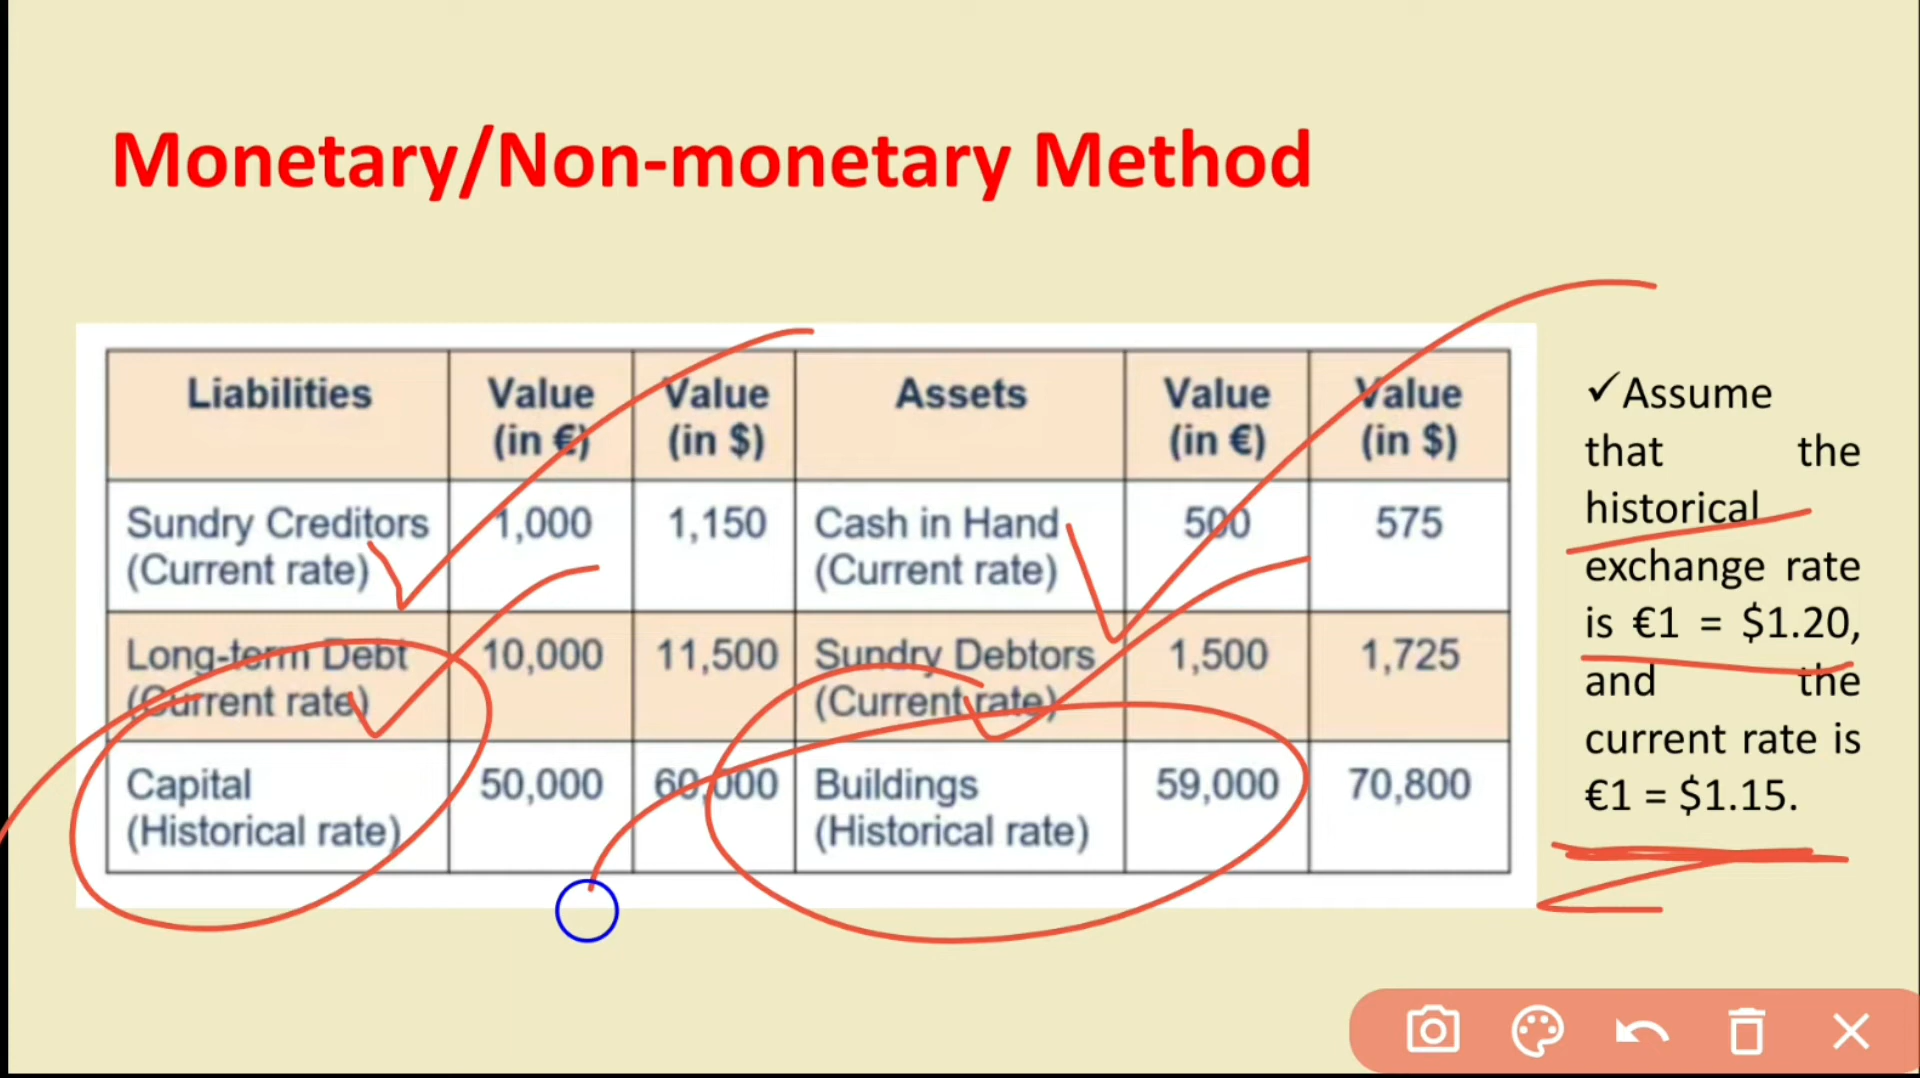 Monetary/Non-monetary Method
Liabilities Value Value Assets Value Value
(in €) (in $) (in €) (in $)
Sundry Creditors 1,000 1,150 Cash in Hand 500 575
(Current rate) (Current rate)
Long-term Debt 10,000 11,500 Sundry Debtors 1,500 1,725
(Current rate) (Current rate)
Capital 50,000 60,000 Buildings 59,000 70,800
(Historical rate) (Historical rate)
✓Assume
that the
historical
exchange rate
is €1 = $1.20,
and the
current rate is
€1 = $1.15.